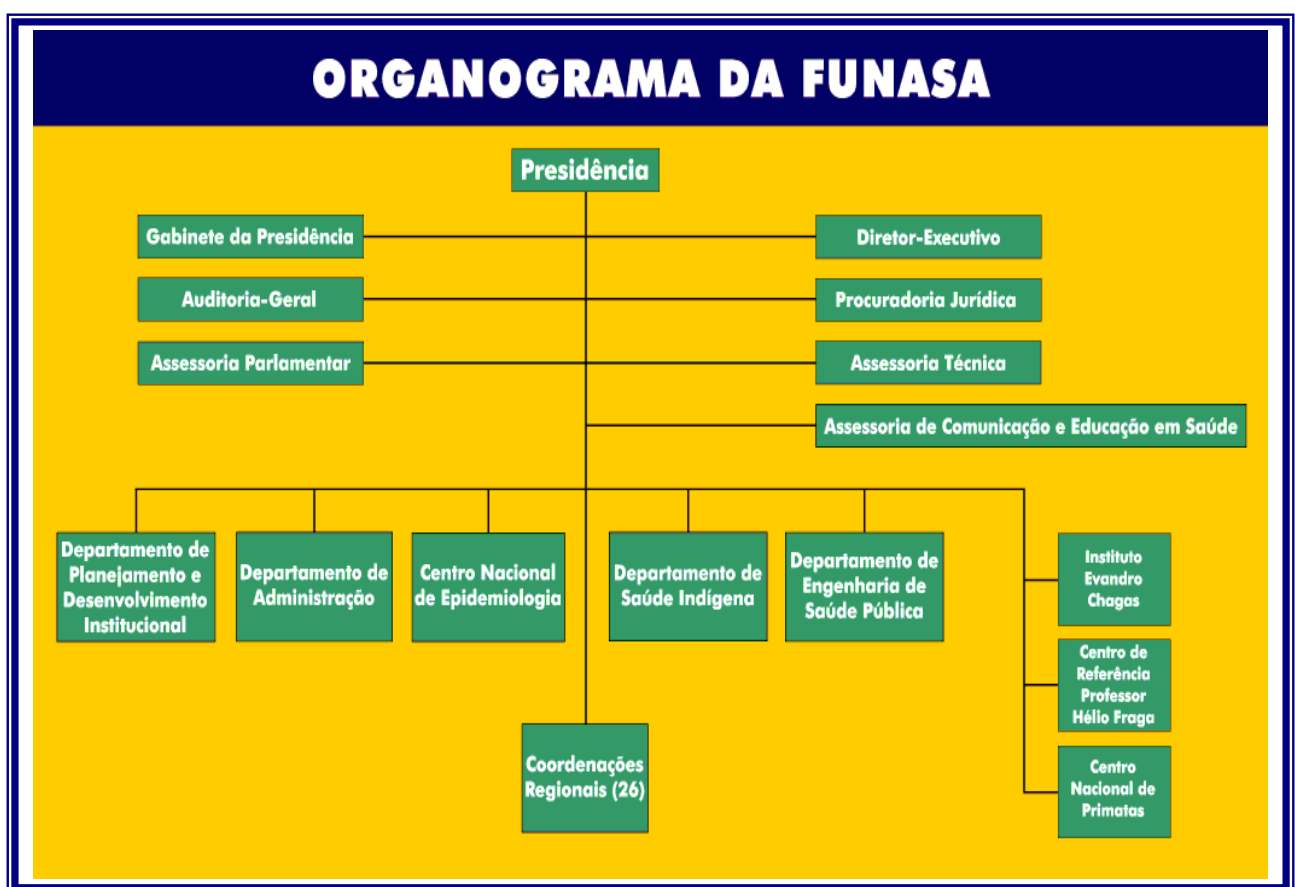 ORGANOGRAMA DA FUNASA
Presidência
Gabinete da Presidência
Diretor-Executivo
Auditoria-Geral
Procuradoria Jurídica
Assessoria Parlamentar
Assessoria Técnica
Assessoria de Comunicação e Educação em Saúde
Departamento de
Planejamento e
Desenvolvimento
Institucional
Departamento de
Administração
Centro Nacional
de Epidemiologia
Departamento de
Saúde Indígena
Departamento de
Engenharia de
Saúde Pública
Instituto
Evandro
Chagas
Centro de
Referência
Professor
Hélio Fraga
Centro
Nacional de
Primatas
Coordenações
Regionais (26)